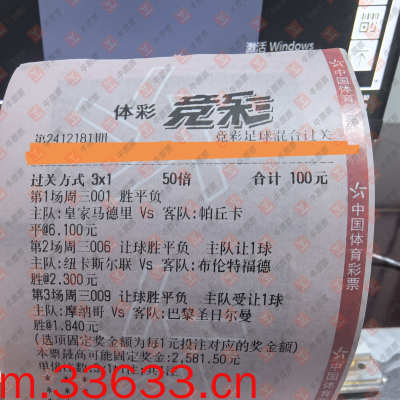 激活 Windows
体彩 竞彩
第241218期 竞彩足球混合过关
过关方式 3x1 50倍 合计 100元
第1场周三001 胜平负
主队:皇家马德里 Vs 客队:帕丘卡
平@6.100元
第2场周三006 让球胜平负 主队让1球
主队:纽卡斯尔联 Vs 客队:布伦特福德
胜@2.300元
第3场周三009 让球胜平负 主队受让1球
主队:摩纳哥 Vs 客队:巴黎圣日尔曼
胜@1.840元
(选项固定奖金额为每1元投注对应的奖金额)
本票最高可能固定奖金:2,581.50元
中国体育彩票
中国体育
m.33633.cn